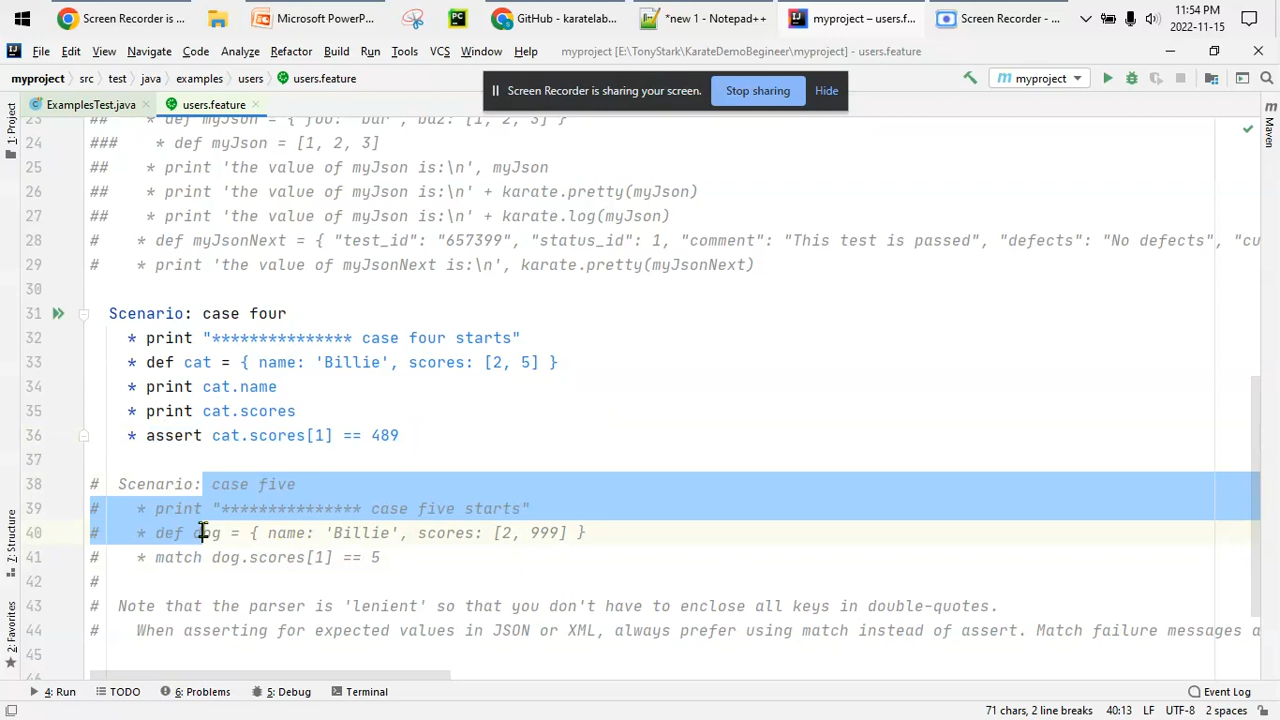 Screen Recorder is ...
Microsoft PowerP...
GitHub - karatelab...
*new 1 - Notepad++
myproject – users.f...
Screen Recorder - ...
11:54 PM
2022-11-15
File Edit View Navigate Code Analyze Refactor Build Run Tools VCS Window Help myproject [E:\TonyStark\KarateDemoBegineer\myproject] - users.feature
myproject src test java examples users users.feature
myproject
Screen Recorder is sharing your screen. Stop sharing Hide
ExamplesTest.java users.feature
1: Project
Maven
23 ## * def myJson = { foo: 'bar', baz: [1, 2, 3] }
24 ### * def myJson = [1, 2, 3]
25 ## * print 'the value of myJson is:\n', myJson
26 ## * print 'the value of myJson is:\n' + karate.pretty(myJson)
27 ## * print 'the value of myJson is:\n' + karate.log(myJson)
28 # * def myJsonNext = { "test_id": "657399", "status_id": 1, "comment": "This test is passed", "defects": "No defects", "cu
29 # * print 'the value of myJsonNext is:\n', karate.pretty(myJsonNext)
30
31 Scenario: case four
32 * print "*************** case four starts"
33 * def cat = { name: 'Billie', scores: [2, 5] }
34 * print cat.name
35 * print cat.scores
36 * assert cat.scores[1] == 489
37
38 # Scenario: case five
39 # * print "*************** case five starts"
40 # * def dog = { name: 'Billie', scores: [2, 999] }
41 # * match dog.scores[1] == 5
42 #
43 # Note that the parser is 'lenient' so that you don't have to enclose all keys in double-quotes.
44 # When asserting for expected values in JSON or XML, always prefer using match instead of assert. Match failure messages a
45
46
7: Structure
2: Favorites
4: Run TODO 6: Problems 5: Debug Terminal Event Log
71 chars, 2 line breaks 40:13 LF UTF-8 2 spaces